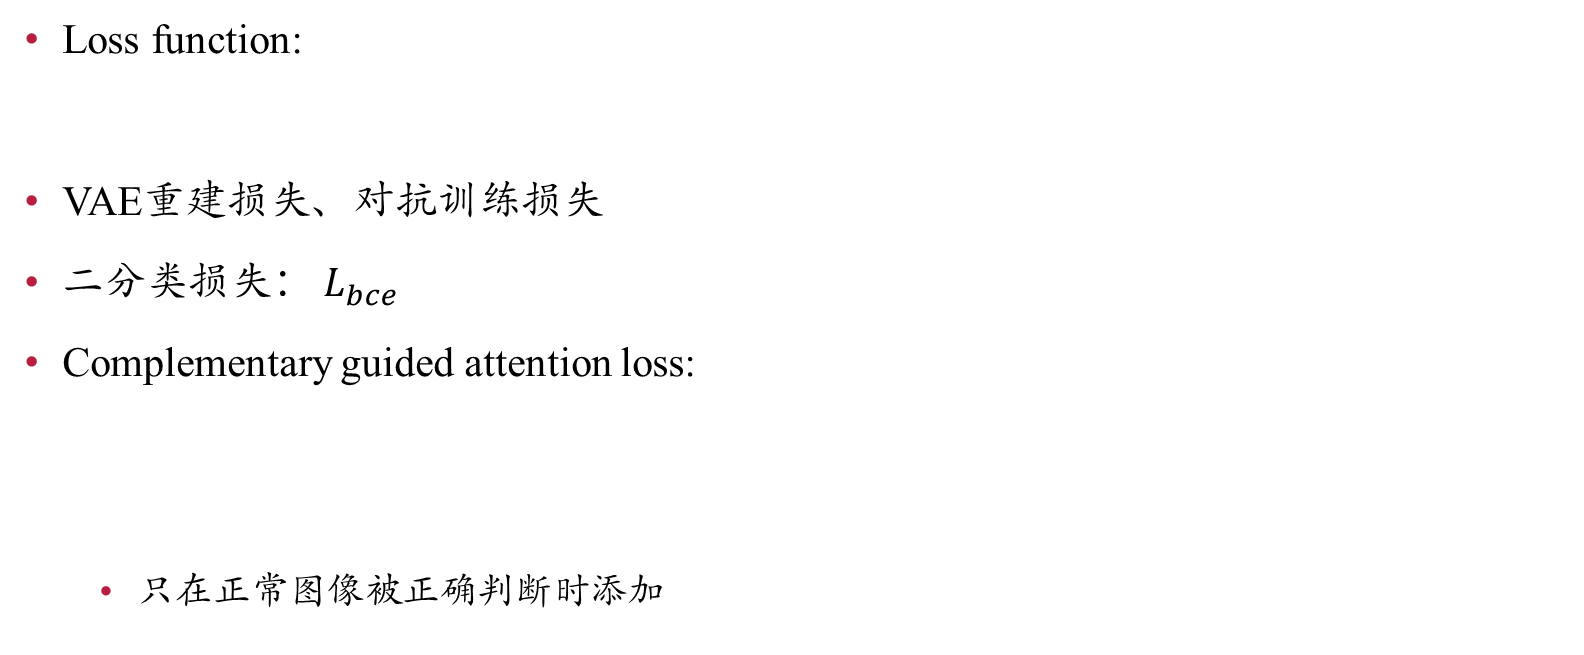 • Loss function:
• VAE重建损失、对抗训练损失
• 二分类损失： L_bce
• Complementary guided attention loss:
• 只在正常图像被正确判断时添加